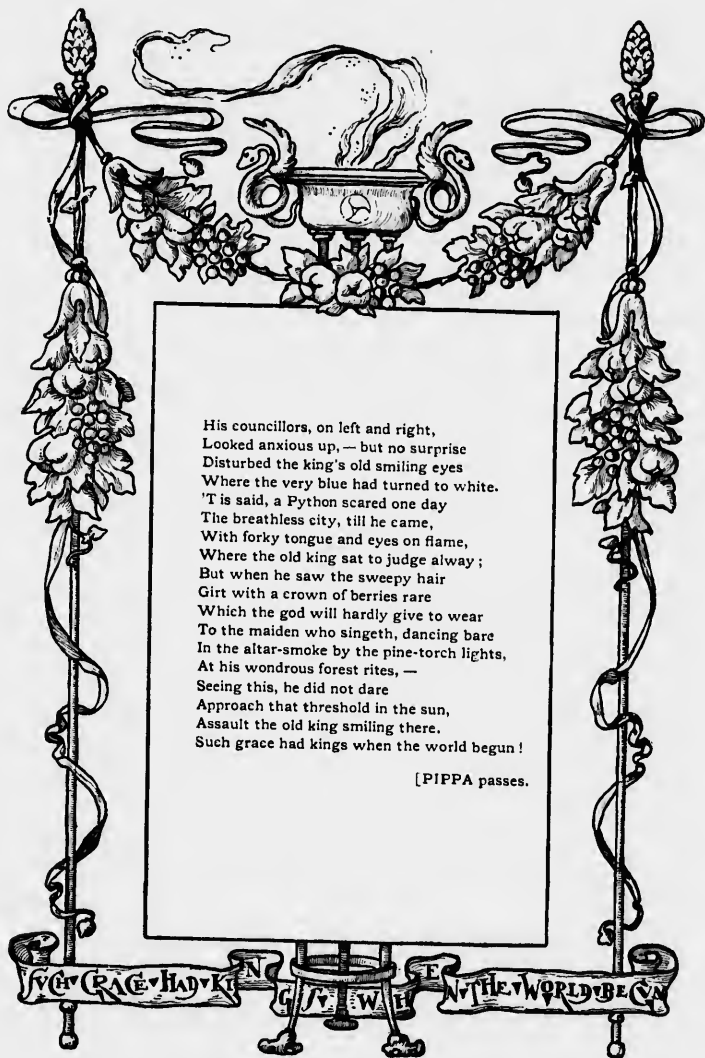 His councillors, on left and right,
Looked anxious up, — but no surprise
Disturbed the king's old smiling eyes
Where the very blue had turned to white.
'T is said, a Python scared one day
The breathless city, till he came,
With forky tongue and eyes on flame,
Where the old king sat to judge alway;
But when he saw the sweepy hair
Girt with a crown of berries rare
Which the god will hardly give to wear
To the maiden who singeth, dancing bare
In the altar-smoke by the pine-torch lights,
At his wondrous forest rites, —
Seeing this, he did not dare
Approach that threshold in the sun,
Assault the old king smiling there.
Such grace had kings when the world begun!
[PIPPA passes.
SVCH GRACE HAD KINGS WHEN THE WORLD BEGVN